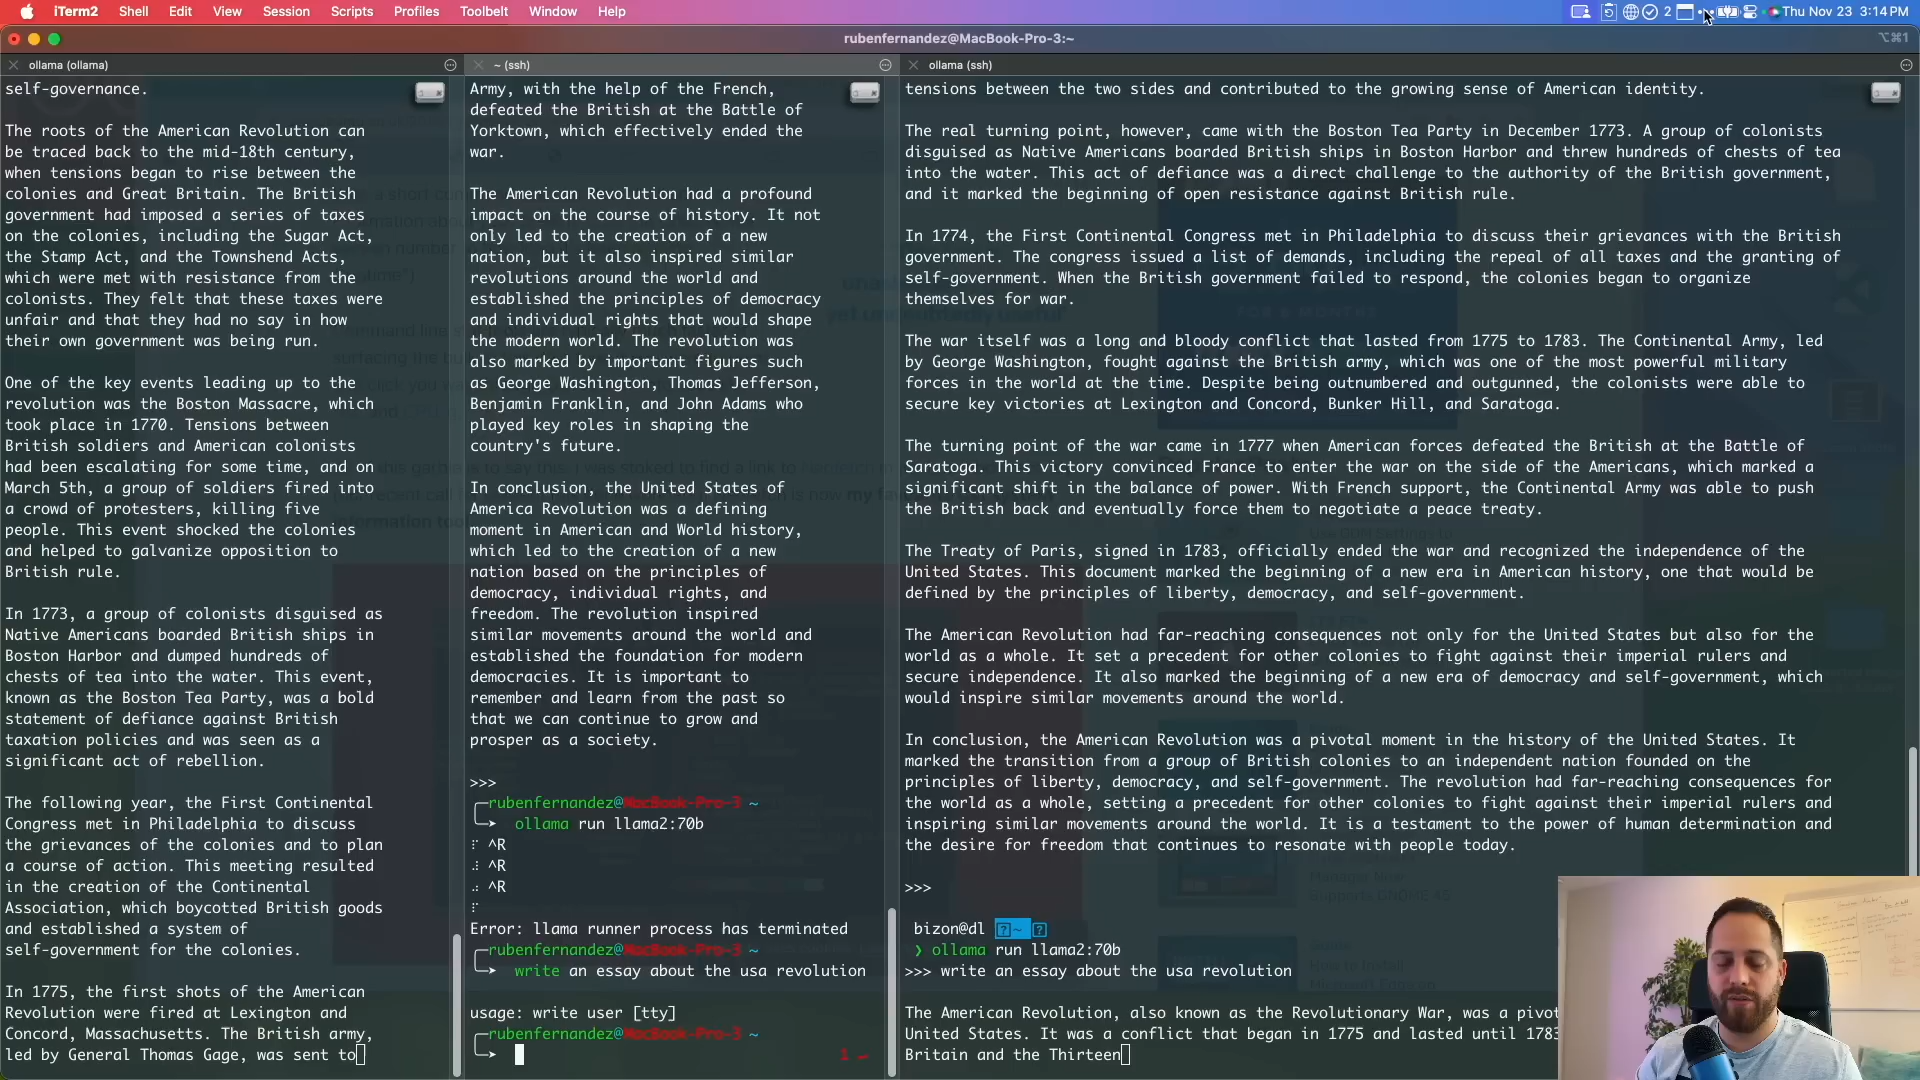 iTerm2 Shell Edit View Session Scripts Profiles Toolbelt Window Help
2 Thu Nov 23 3:14 PM
rubenfernandez@MacBook-Pro-3:~
⌥⌘1
ollama (ollama)
self-governance.
The roots of the American Revolution can
be traced back to the mid-18th century,
when tensions began to rise between the
colonies and Great Britain. The British
government had imposed a series of taxes
on the colonies, including the Sugar Act,
the Stamp Act, and the Townshend Acts,
which were met with resistance from the
colonists. They felt that these taxes were
unfair and that they had no say in how
their own government was being run.
One of the key events leading up to the
revolution was the Boston Massacre, which
took place in 1770. Tensions between
British soldiers and American colonists
had been escalating for some time, and on
March 5th, a group of soldiers fired into
a crowd of protesters, killing five
people. This event shocked the colonies
and helped to galvanize opposition to
British rule.
In 1773, a group of colonists disguised as
Native Americans boarded British ships in
Boston Harbor and dumped hundreds of
chests of tea into the water. This event,
known as the Boston Tea Party, was a bold
statement of defiance against British
taxation policies and was seen as a
significant act of rebellion.
The following year, the First Continental
Congress met in Philadelphia to discuss
the grievances of the colonies and to plan
a course of action. This meeting resulted
in the creation of the Continental
Association, which boycotted British goods
and established a system of
self-government for the colonies.
In 1775, the first shots of the American
Revolution were fired at Lexington and
Concord, Massachusetts. The British army,
led by General Thomas Gage, was sent to
~ (ssh)
Army, with the help of the French,
defeated the British at the Battle of
Yorktown, which effectively ended the
war.
The American Revolution had a profound
impact on the course of history. It not
only led to the creation of a new
nation, but it also inspired similar
revolutions around the world and
established the principles of democracy
and individual rights that would shape
the modern world. The revolution was
also marked by important figures such
as George Washington, Thomas Jefferson,
Benjamin Franklin, and John Adams who
played key roles in shaping the
country's future.
In conclusion, the United States of
America Revolution was a defining
moment in American and World history,
which led to the creation of a new
nation based on the principles of
democracy, individual rights, and
freedom. The revolution inspired
similar movements around the world and
established the foundation for modern
democracies. It is important to
remember and learn from the past so
that we can continue to grow and
prosper as a society.
>>>
rubenfernandez@MacBook-Pro-3 ~
ollama run llama2:70b
^R
^R
^R
Error: llama runner process has terminated
rubenfernandez@MacBook-Pro-3 ~
write an essay about the usa revolution
usage: write user [tty]
rubenfernandez@MacBook-Pro-3 ~
1 ↵
ollama (ssh)
tensions between the two sides and contributed to the growing sense of American identity.
The real turning point, however, came with the Boston Tea Party in December 1773. A group of colonists
disguised as Native Americans boarded British ships in Boston Harbor and threw hundreds of chests of tea
into the water. This act of defiance was a direct challenge to the authority of the British government,
and it marked the beginning of open resistance against British rule.
In 1774, the First Continental Congress met in Philadelphia to discuss their grievances with the British
government. The congress issued a list of demands, including the repeal of all taxes and the granting of
self-government. When the British government failed to respond, the colonies began to organize
themselves for war.
The war itself was a long and bloody conflict that lasted from 1775 to 1783. The Continental Army, led
by George Washington, fought against the British army, which was one of the most powerful military
forces in the world at the time. Despite being outnumbered and outgunned, the colonists were able to
secure key victories at Lexington and Concord, Bunker Hill, and Saratoga.
The turning point of the war came in 1777 when American forces defeated the British at the Battle of
Saratoga. This victory convinced France to enter the war on the side of the Americans, which marked a
significant shift in the balance of power. With French support, the Continental Army was able to push
the British back and eventually force them to negotiate a peace treaty.
The Treaty of Paris, signed in 1783, officially ended the war and recognized the independence of the
United States. This document marked the beginning of a new era in American history, one that would be
defined by the principles of liberty, democracy, and self-government.
The American Revolution had far-reaching consequences not only for the United States but also for the
world as a whole. It set a precedent for other colonies to fight against their imperial rulers and
secure independence. It also marked the beginning of a new era of democracy and self-government, which
would inspire similar movements around the world.
In conclusion, the American Revolution was a pivotal moment in the history of the United States. It
marked the transition from a group of British colonies to an independent nation founded on the
principles of liberty, democracy, and self-government. The revolution had far-reaching consequences for
the world as a whole, setting a precedent for other colonies to fight against their imperial rulers and
inspiring similar movements around the world. It is a testament to the power of human determination and
the desire for freedom that continues to resonate with people today.
>>>
bizon@dl ~
❯ ollama run llama2:70b
>>> write an essay about the usa revolution
The American Revolution, also known as the Revolutionary War, was a pivot
United States. It was a conflict that began in 1775 and lasted until 1783
Britain and the Thirteen